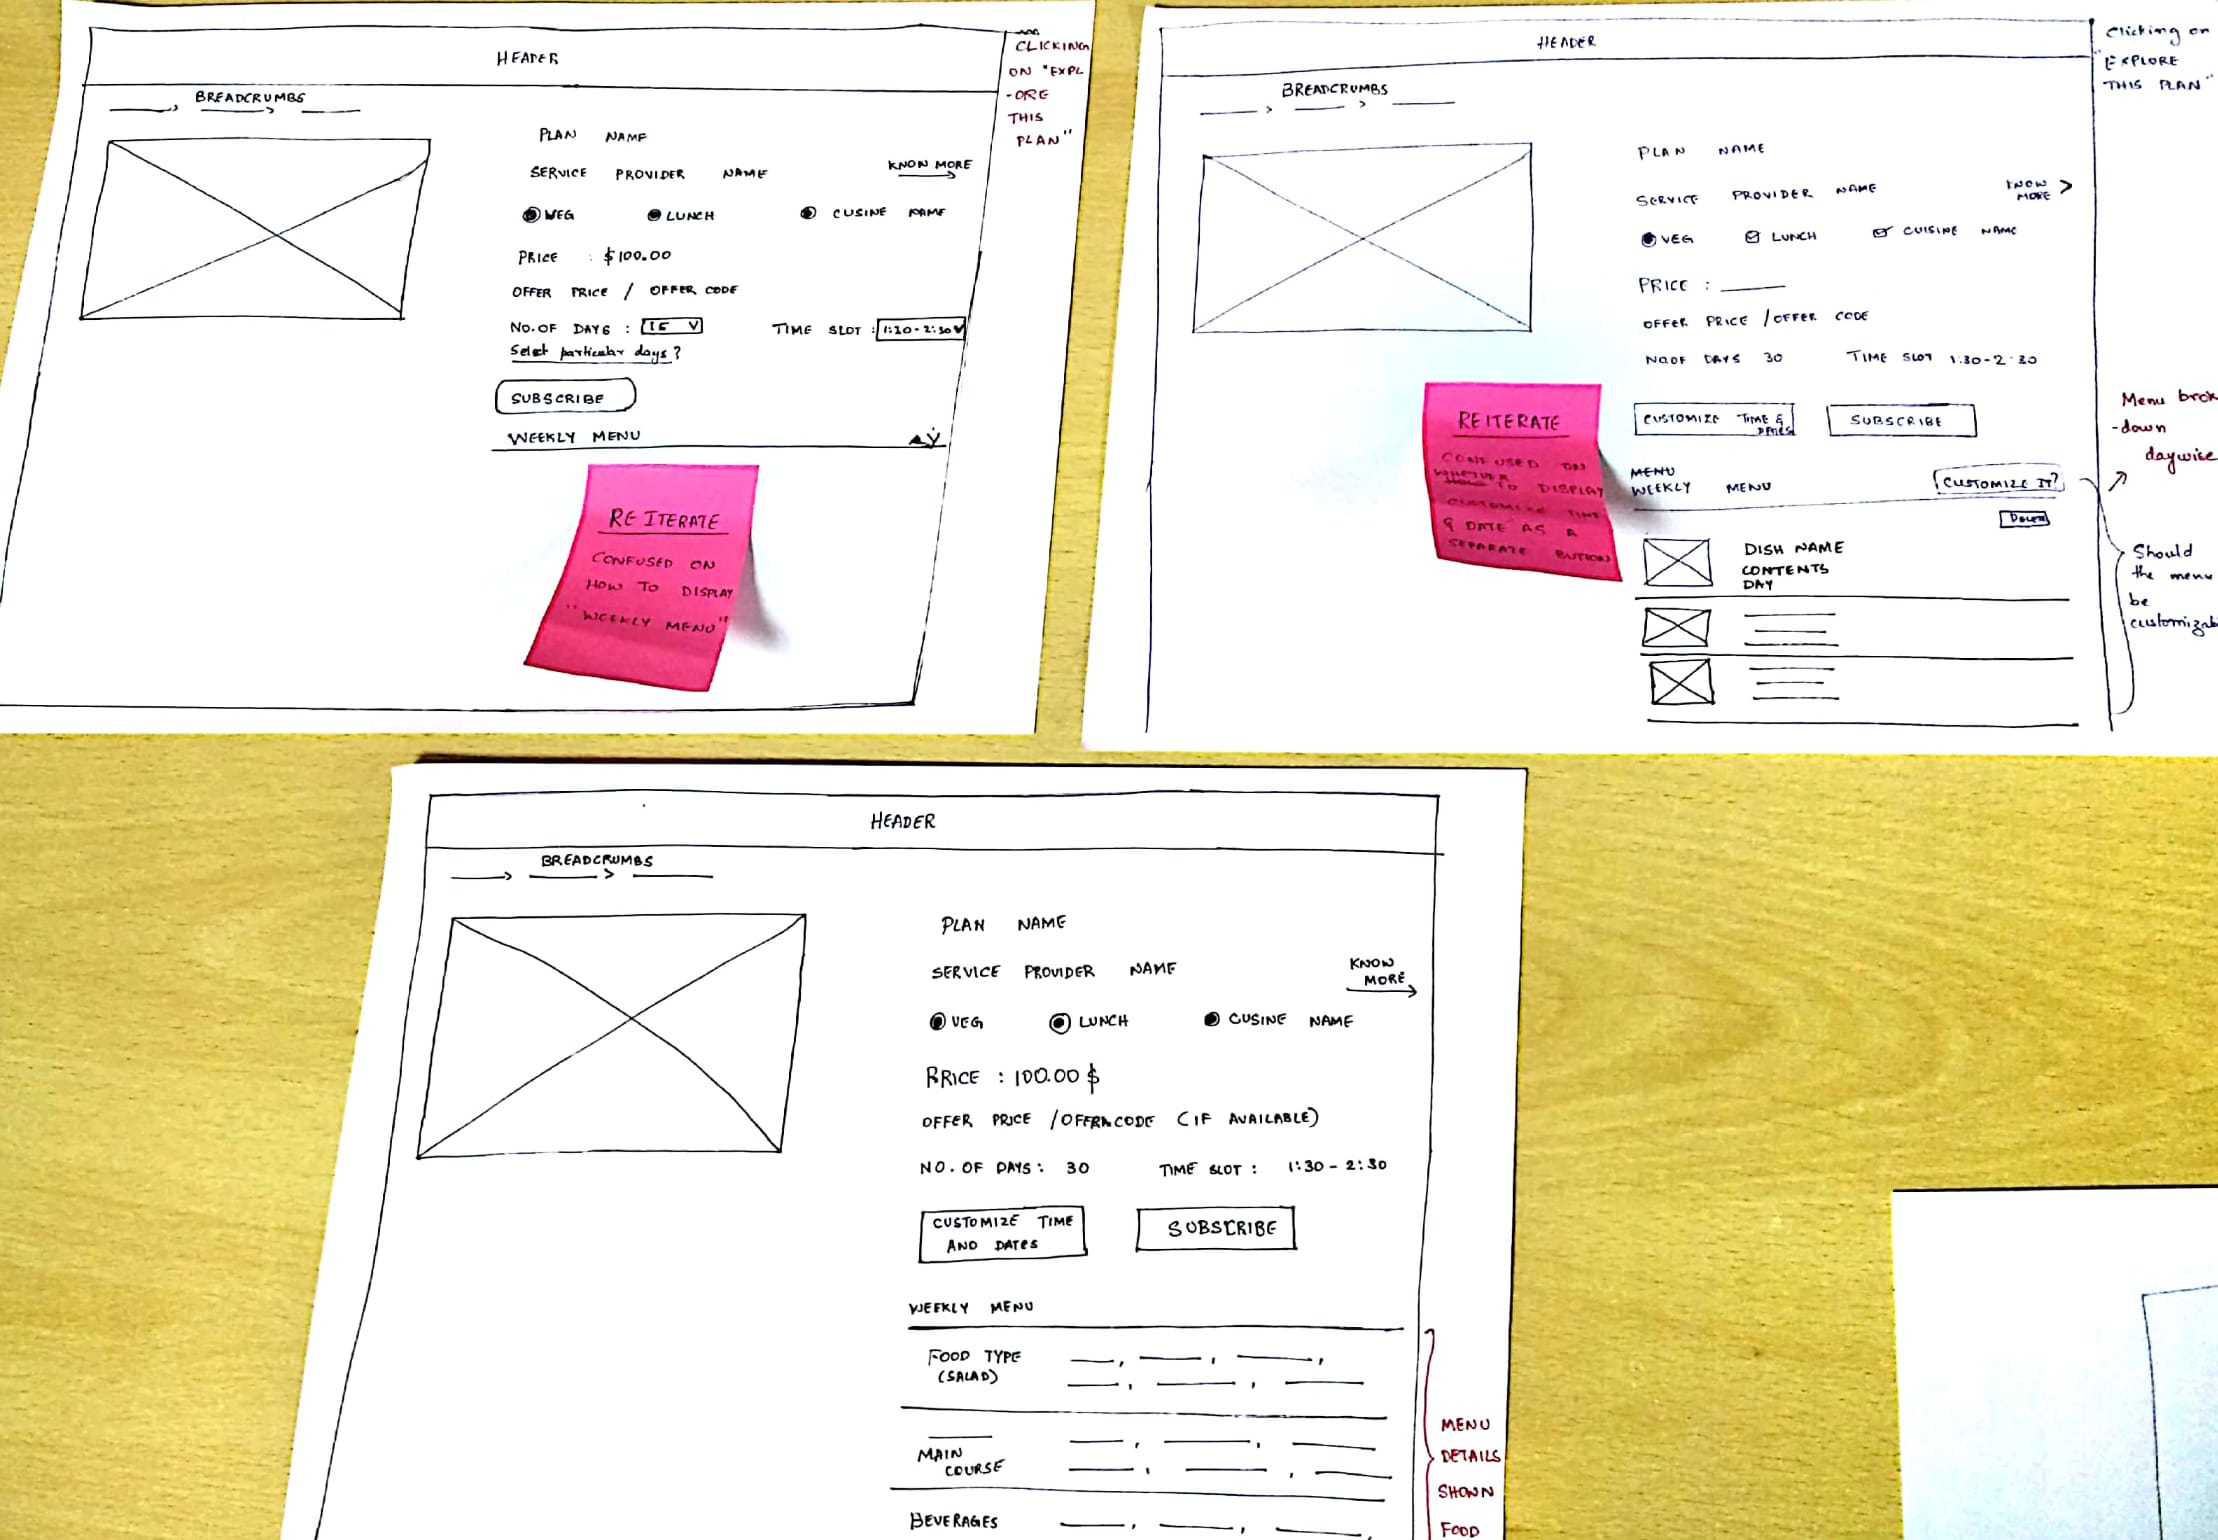 HEADER
BREADCRUMBS
PLAN NAME
SERVICE PROVIDER NAME
KNOW MORE
VEG LUNCH CUSINE NAME
PRICE : $100.00
OFFER PRICE / OFFER CODE
NO.OF DAYS : 15 V TIME SLOT : 1:30-2:30 V
Select particular days ?
SUBSCRIBE
WEEKLY MENU
CLICKING
ON "EXPL
-ORE
THIS
PLAN"
RE ITERATE
CONFUSED ON
HOW TO DISPLAY
"WEEKLY MENU"
HEADER
BREADCRUMBS
PLAN NAME
SERVICE PROVIDER NAME
KNOW
MORE >
VEG LUNCH CUISINE NAME
PRICE :
OFFER PRICE / OFFER CODE
NO.OF DAYS 30 TIME SLOT 1:30-2:30
CUSTOMIZE TIME &
DATES
SUBSCRIBE
MENU
WEEKLY MENU
CUSTOMIZE IT?
DISH NAME
CONTENTS
DAY
Clicking on
"EXPLORE
THIS PLAN"
Menu brea
-down
daywise
Should
the menu
be
customizab
RE ITERATE
CONFUSED ON
WHETHER
TO DISPLAY
CUSTOMIZE TIME
& DATE AS A
SEPARATE BUTTON
HEADER
BREADCRUMBS
PLAN NAME
SERVICE PROVIDER NAME
KNOW
MORE
VEG LUNCH CUSINE NAME
PRICE : 100.00 $
OFFER PRICE / OFFER CODE (IF AVAILABLE)
NO. OF DAYS : 30 TIME SLOT : 1:30 - 2:30
CUSTOMIZE TIME
AND DATES
SUBSCRIBE
WEEKLY MENU
FOOD TYPE
(SALAD)
MAIN
COURSE
BEVERAGES
MENU
DETAILS
SHOWN
FOOD